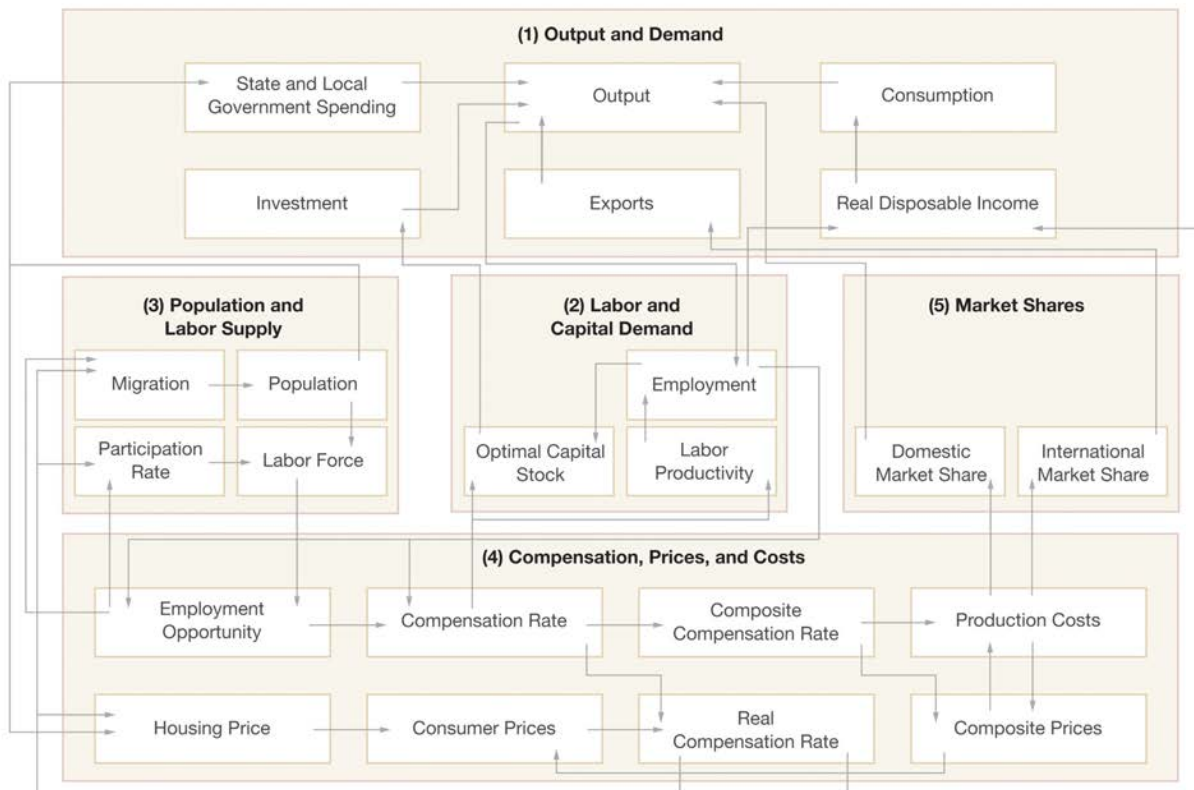 (1) Output and Demand
State and Local
Government Spending
Output
Consumption
Investment
Exports
Real Disposable Income
(3) Population and
Labor Supply
Migration
Population
Participation
Rate
Labor Force
(2) Labor and
Capital Demand
Employment
Optimal Capital
Stock
Labor
Productivity
(5) Market Shares
Domestic
Market Share
International
Market Share
(4) Compensation, Prices, and Costs
Employment
Opportunity
Compensation Rate
Composite
Compensation Rate
Production Costs
Housing Price
Consumer Prices
Real
Compensation Rate
Composite Prices